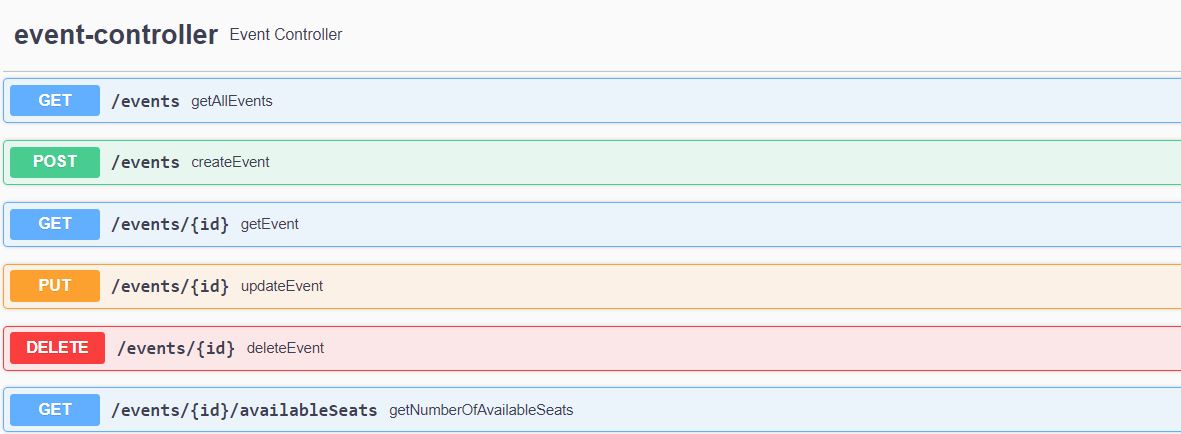 event-controller Event Controller
GET /events getAllEvents
POST /events createEvent
GET /events/{id} getEvent
PUT /events/{id} updateEvent
DELETE /events/{id} deleteEvent
GET /events/{id}/availableSeats getNumberOfAvailableSeats